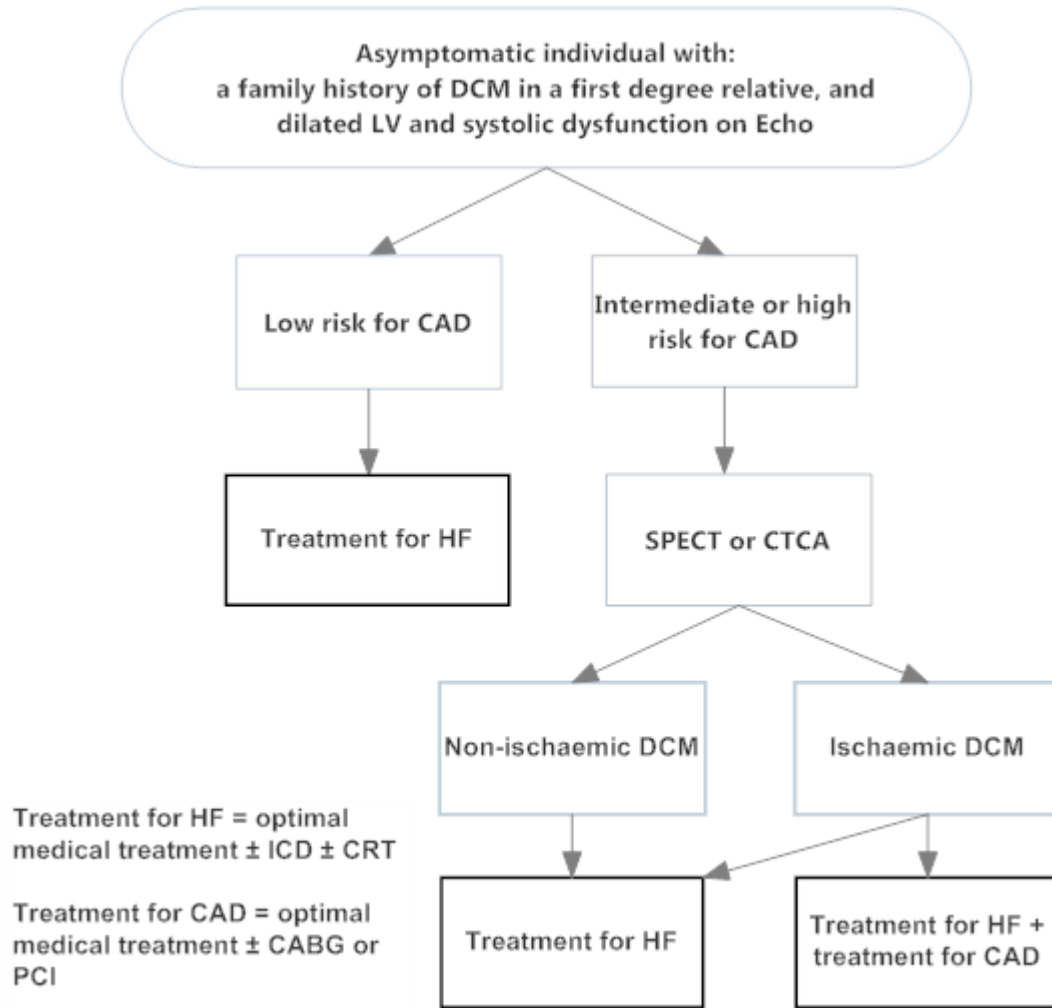 Asymptomatic individual with:
a family history of DCM in a first degree relative, and
dilated LV and systolic dysfunction on Echo
Low risk for CAD
Intermediate or high
risk for CAD
Treatment for HF
SPECT or CTCA
Non-ischaemic DCM
Ischaemic DCM
Treatment for HF = optimal
medical treatment ± ICD ± CRT
Treatment for CAD = optimal
medical treatment ± CABG or
PCI
Treatment for HF
Treatment for HF +
treatment for CAD